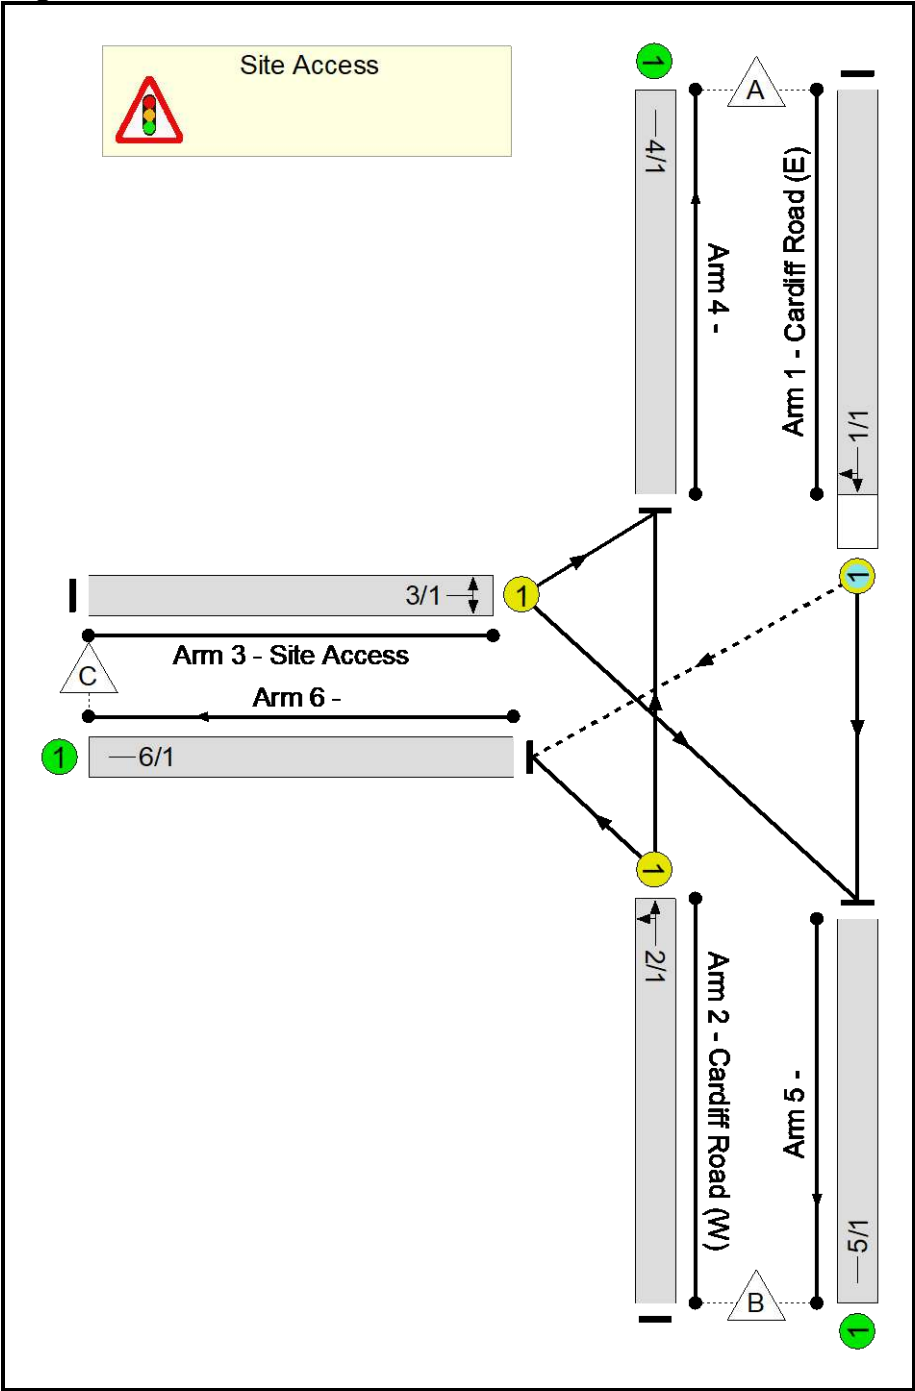 Site Access
1
A
4/1
Arm 4 -
Arm 1 - Cardiff Road (E)
1/1
3/1
1
1
Arm 3 - Site Access
C
Arm 6 -
1
6/1
1
2/1
Arm 2 - Cardiff Road (W)
Arm 5 -
5/1
B
1